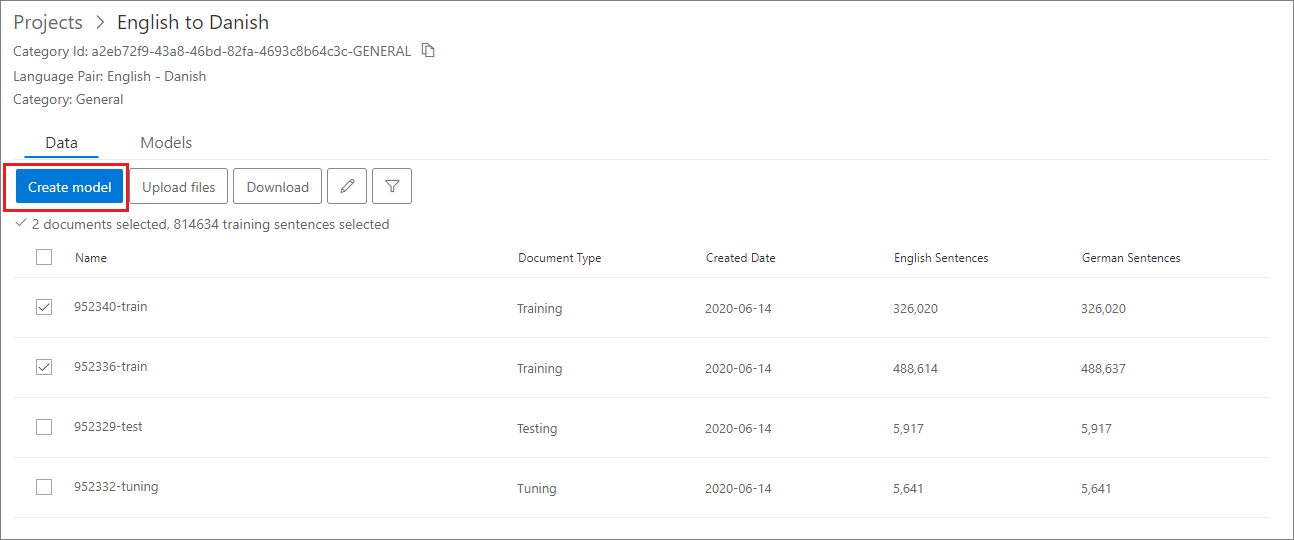 Projects > English to Danish
Category Id: a2eb72f9-43a8-46bd-82fa-4693c8b64c3c-GENERAL
Language Pair: English - Danish
Category: General
Data Models
Create model Upload files Download
2 documents selected, 814634 training sentences selected
Name Document Type Created Date English Sentences German Sentences
952340-train Training 2020-06-14 326,020 326,020
952336-train Training 2020-06-14 488,614 488,637
952329-test Testing 2020-06-14 5,917 5,917
952332-tuning Tuning 2020-06-14 5,641 5,641